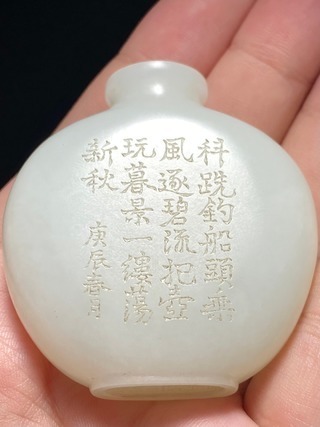 科跣釣船頭乘
風逐碧流把壺
玩暮景一縷蕩
新秋
庚辰春月